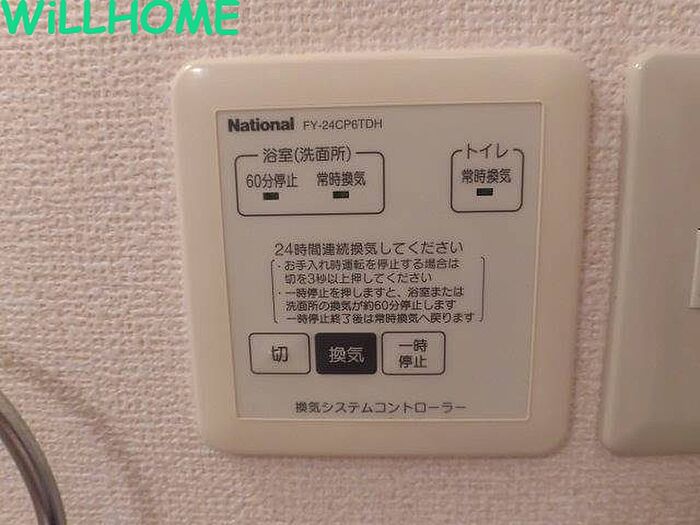 WiLLHOME
National FY-24CP6TDH
浴室(洗面所)
トイレ
60分停止 常時換気
常時換気
24時間連続換気してください
・お手入れ時運転を停止する場合は
切を3秒以上押してください
・一時停止を押しますと、浴室または
洗面所の換気が約60分停止します
一時停止終了後は常時換気へ戻ります
切
換気
一時
停止
換気システムコントローラー